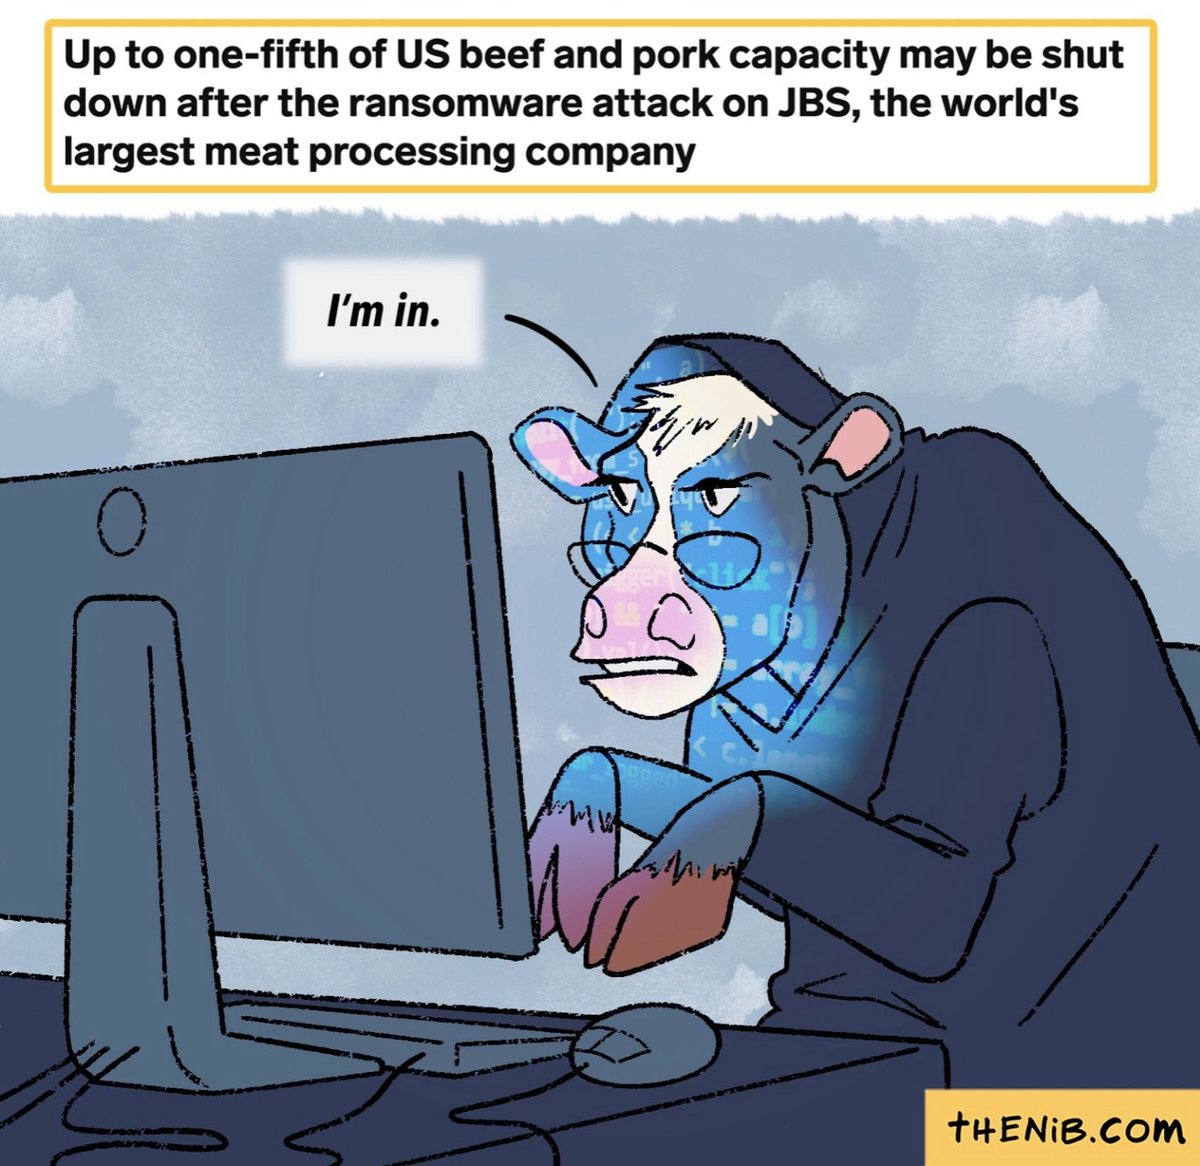 Up to one-fifth of US beef and pork capacity may be shut
down after the ransomware attack on JBS, the world's
largest meat processing company
I'm in.
click");
a[b]
< c.
THENiB.COM